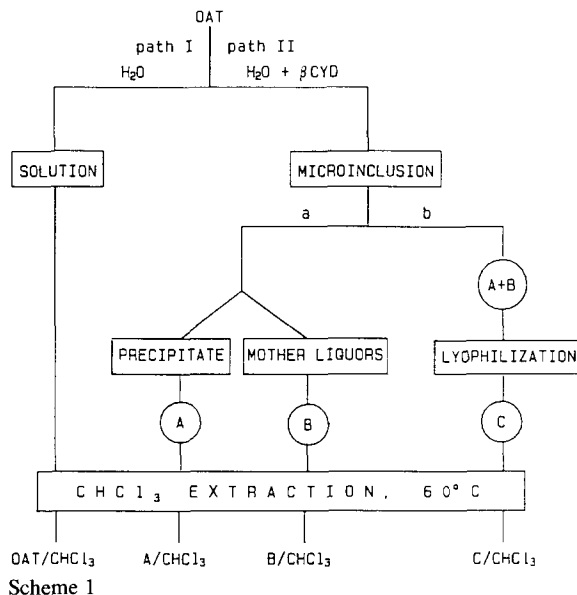 OAT
path I path II
H₂O H₂O + βCYD
SOLUTION MICROINCLUSION
a b
A+B
PRECIPITATE MOTHER LIQUORS LYOPHILIZATION
A B C
CHCl₃ EXTRACTION, 60°C
OAT/CHCl₃ A/CHCl₃ B/CHCl₃ C/CHCl₃
Scheme 1